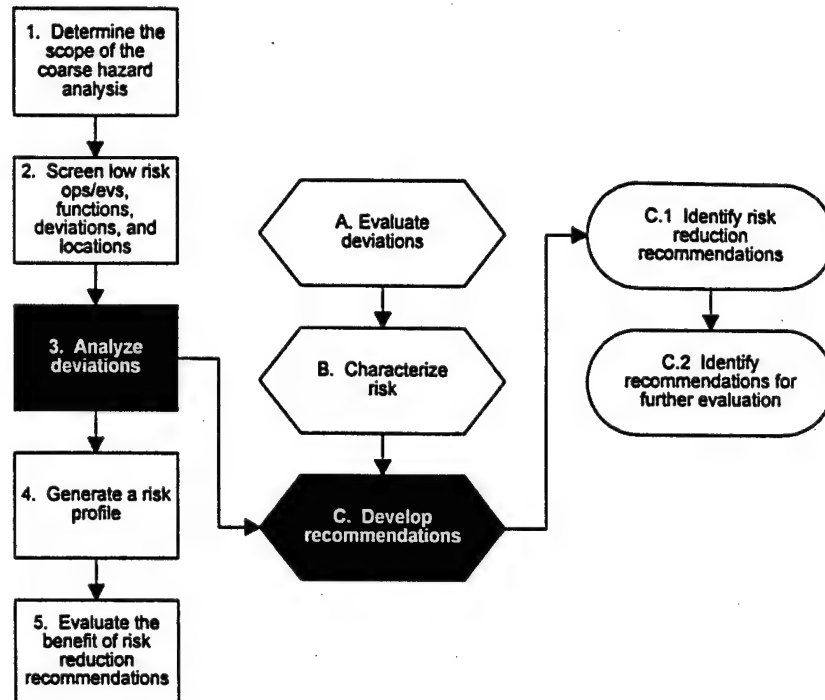 1. Determine the
scope of the
coarse hazard
analysis
2. Screen low risk
ops/evs,
functions,
deviations, and
locations
3. Analyze
deviations
4. Generate a risk
profile
5. Evaluate the
benefit of risk
reduction
recommendations
A. Evaluate
deviations
B. Characterize
risk
C. Develop
recommendations
C.1 Identify risk
reduction
recommendations
C.2 Identify
recommendations for
further evaluation